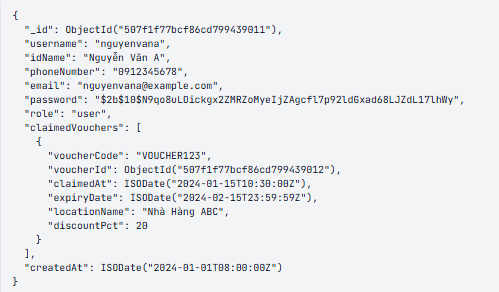 {
"_id": ObjectId("507f1f77bcf86cd799439011"),
"username": "nguyenvana",
"idName": "Nguyễn Văn A",
"phoneNumber": "0912345678",
"email": "nguyenvana@example.com",
"password": "$2b$10$N9qo8uLOickgx2ZMRZoMyeIjZAgcfl7p92ldGxad68LJZdL17lhWy",
"role": "user",
"claimedVouchers": [
{
"voucherCode": "VOUCHER123",
"voucherId": ObjectId("507f1f77bcf86cd799439012"),
"claimedAt": ISODate("2024-01-15T10:30:00Z"),
"expiryDate": ISODate("2024-02-15T23:59:59Z"),
"locationName": "Nhà Hàng ABC",
"discountPct": 20
}
],
"createdAt": ISODate("2024-01-01T08:00:00Z")
}